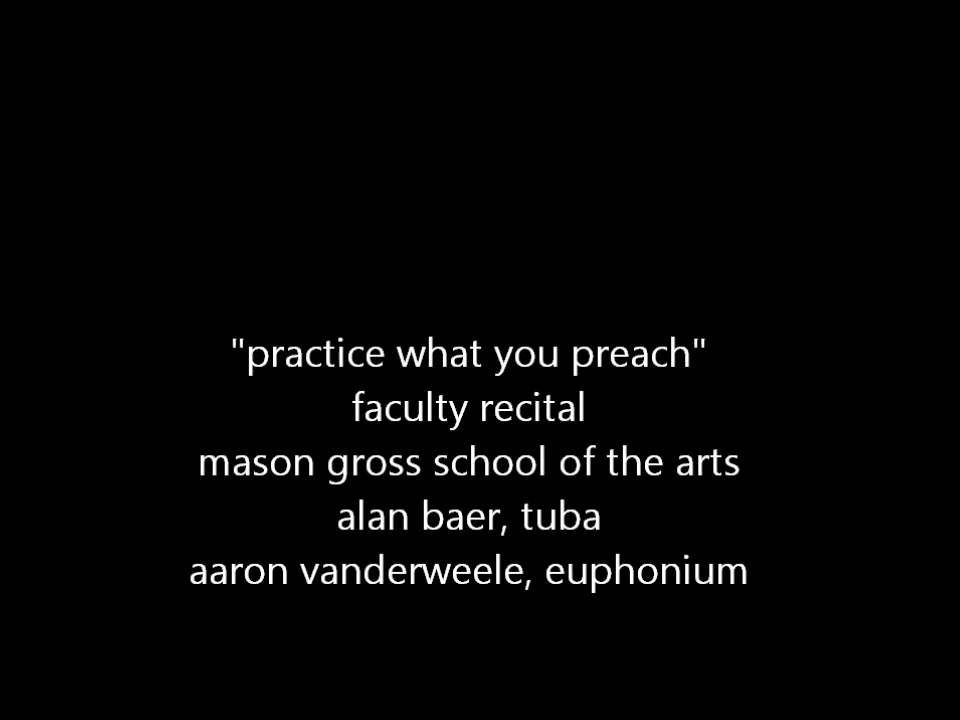 "practice what you preach"
faculty recital
mason gross school of the arts
alan baer, tuba
aaron vanderweele, euphonium